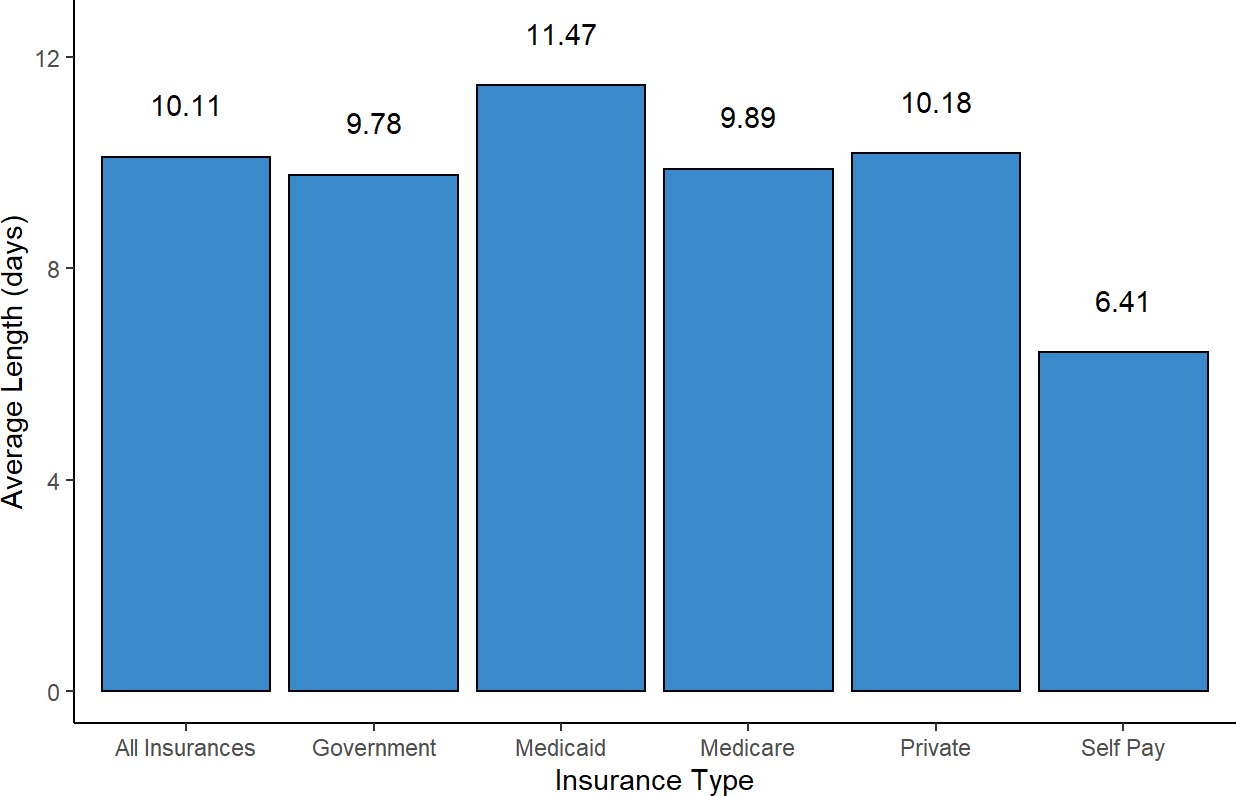 11.47
10.11
9.78
9.89
10.18
6.41
Average Length (days)
12
8
4
0
All Insurances
Government
Medicaid
Medicare
Private
Self Pay
Insurance Type